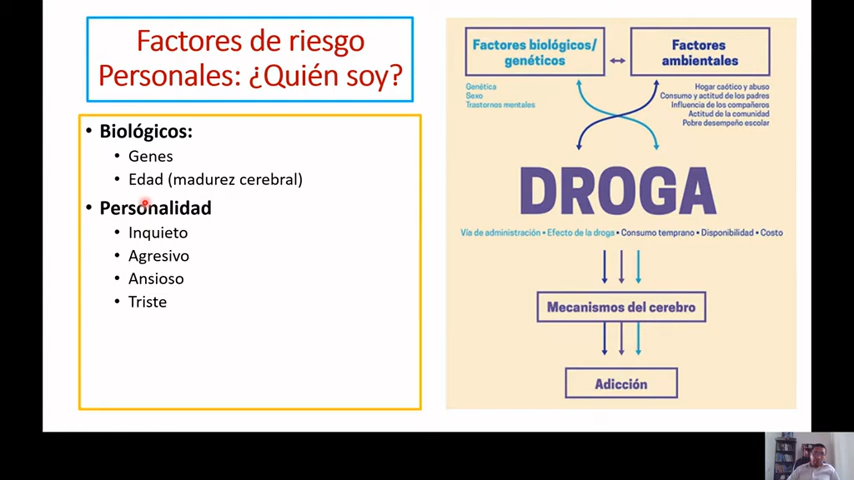 Factores de riesgo
Personales: ¿Quién soy?
• Biológicos:
• Genes
• Edad (madurez cerebral)
• Personalidad
• Inquieto
• Agresivo
• Ansioso
• Triste
Factores biológicos/
genéticos
Genética
Sexo
Trastornos mentales
Factores
ambientales
Hogar caótico y abuso
Consumo y actitud de los padres
Influencia de los compañeros
Actitud de la comunidad
Pobre desempeño escolar
DROGA
Vía de administración • Efecto de la droga • Consumo temprano • Disponibilidad • Costo
Mecanismos del cerebro
Adicción